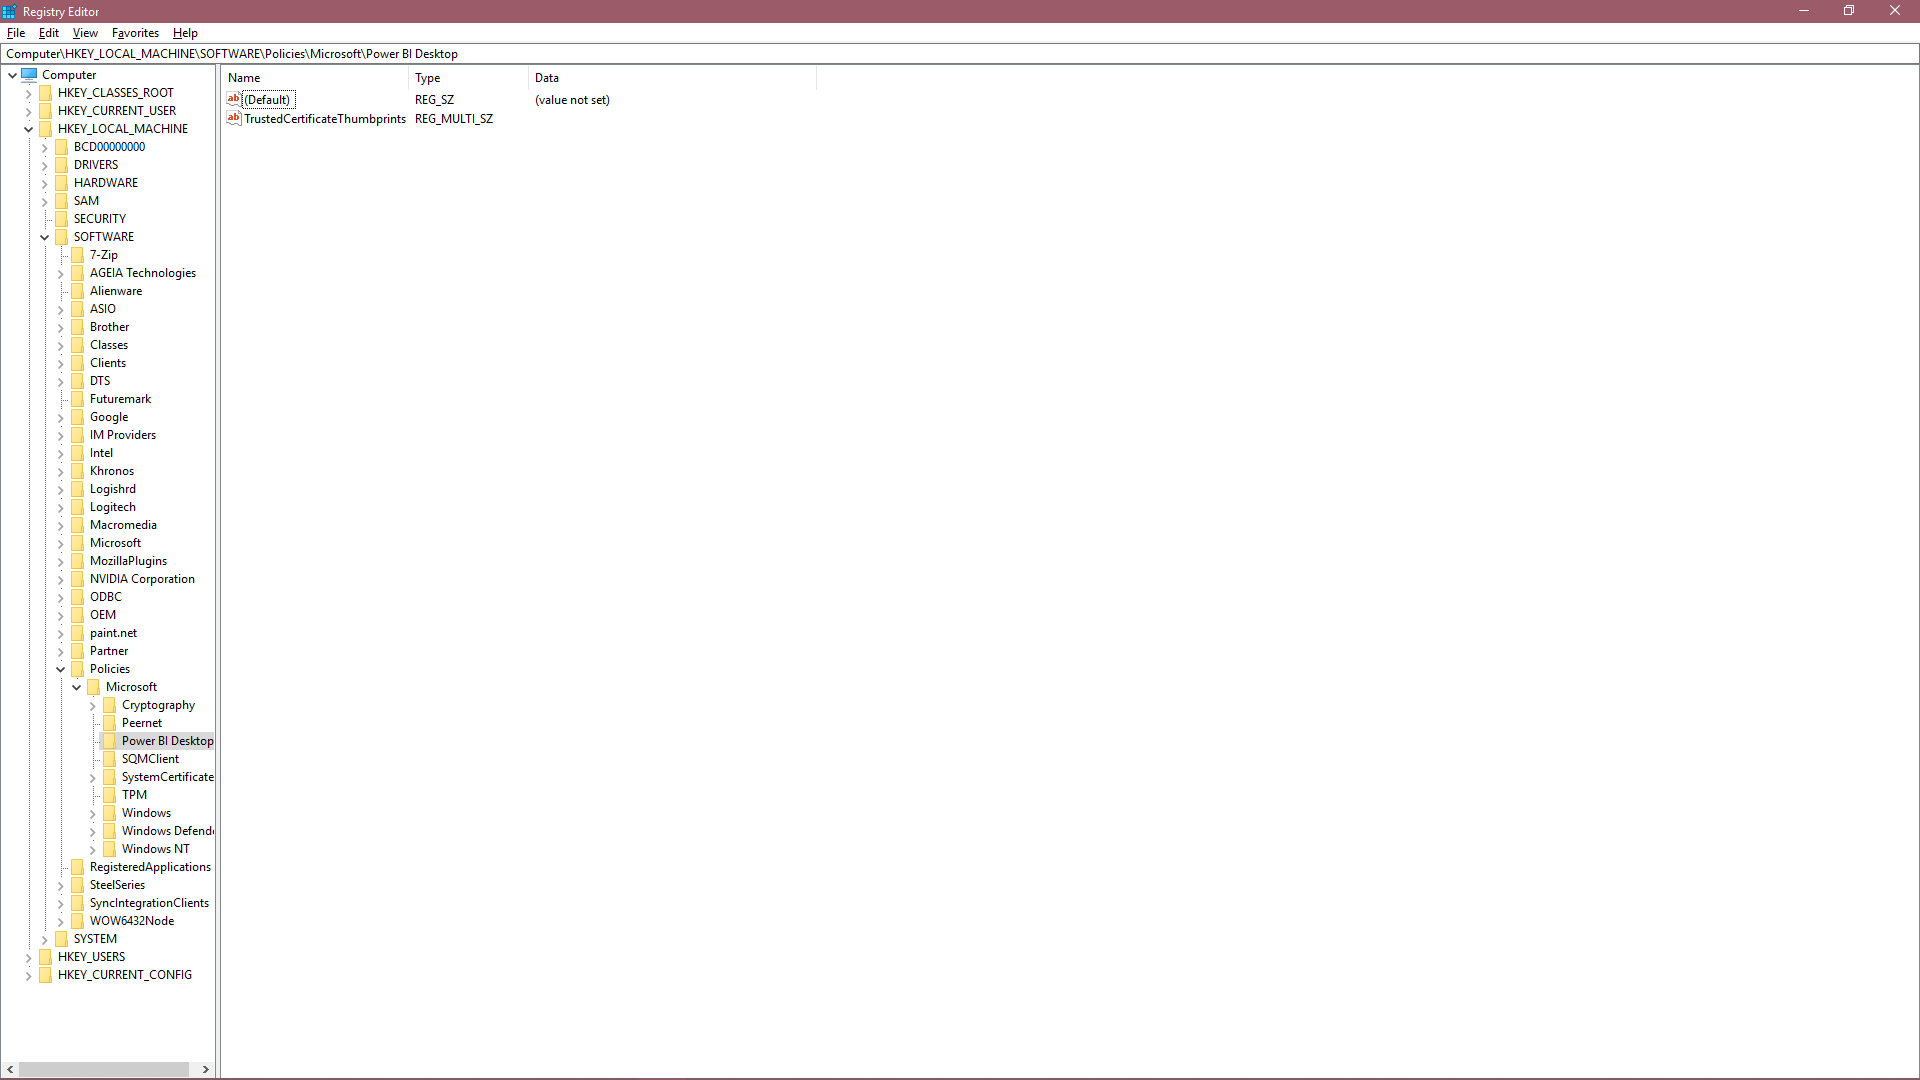 Registry Editor
File Edit View Favorites Help
Computer\HKEY_LOCAL_MACHINE\SOFTWARE\Policies\Microsoft\Power BI Desktop
Computer
HKEY_CLASSES_ROOT
HKEY_CURRENT_USER
HKEY_LOCAL_MACHINE
BCD00000000
DRIVERS
HARDWARE
SAM
SECURITY
SOFTWARE
7-Zip
AGEIA Technologies
Alienware
ASIO
Brother
Classes
Clients
DTS
Futuremark
Google
IM Providers
Intel
Khronos
Logishrd
Logitech
Macromedia
Microsoft
MozillaPlugins
NVIDIA Corporation
ODBC
OEM
paint.net
Partner
Policies
Microsoft
Cryptography
Peernet
Power BI Desktop
SQMClient
SystemCertificate
TPM
Windows
Windows Defend
Windows NT
RegisteredApplications
SteelSeries
SyncIntegrationClients
WOW6432Node
SYSTEM
HKEY_USERS
HKEY_CURRENT_CONFIG
Name Type Data
ab (Default) REG_SZ (value not set)
ab TrustedCertificateThumbprints REG_MULTI_SZ